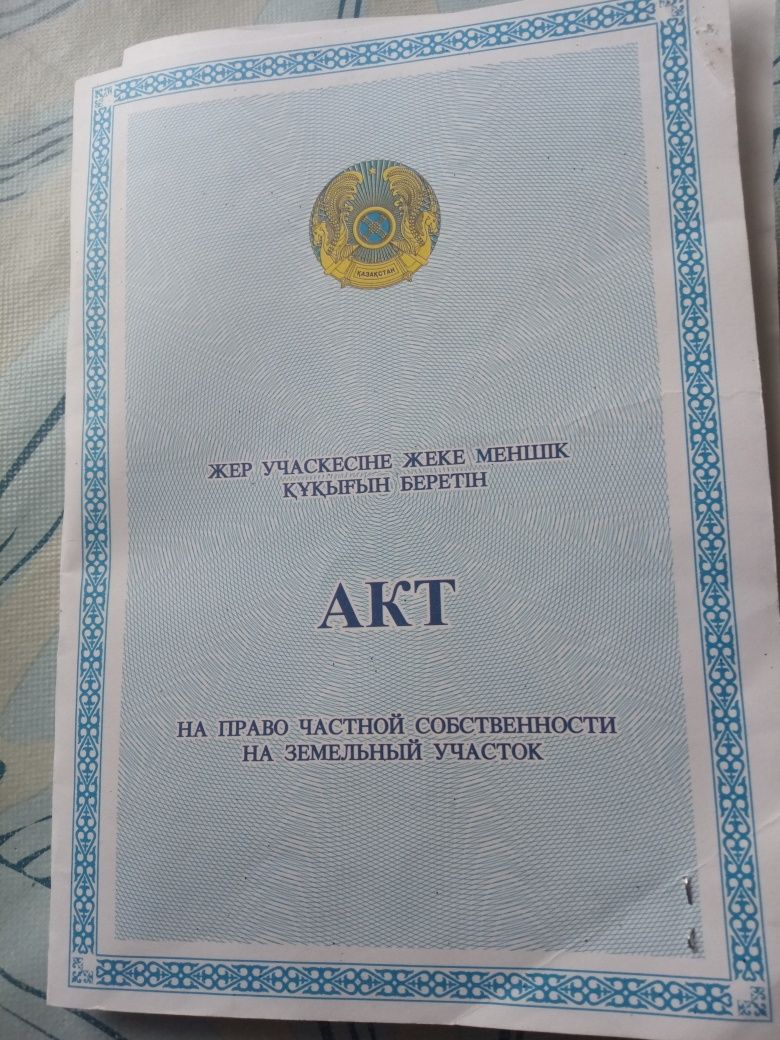 ҚАЗАҚСТАН
ЖЕР УЧАСКЕСІНЕ ЖЕКЕ МЕНШІК
ҚҰҚЫҒЫН БЕРЕТІН
АКТ
НА ПРАВО ЧАСТНОЙ СОБСТВЕННОСТИ
НА ЗЕМЕЛЬНЫЙ УЧАСТОК